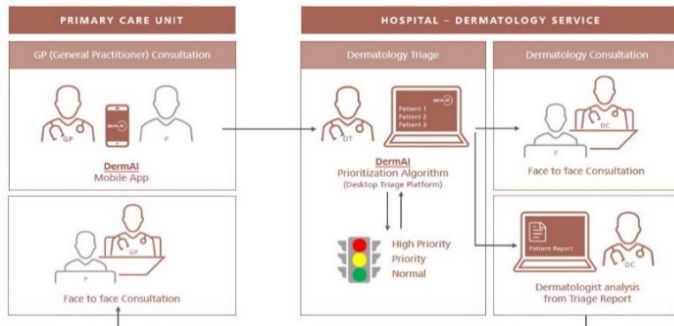 PRIMARY CARE UNIT
GP (General Practitioner) Consultation
GP
P
DermAI
Mobile App
GP
P
Face to face Consultation
HOSPITAL – DERMATOLOGY SERVICE
Dermatology Triage
DT
dermAI
Patient 1
Patient 2
Patient 3
DermAI
Prioritization Algorithm
(Desktop Triage Platform)
High Priority
Priority
Normal
Dermatology Consultation
DC
P
Face to face Consultation
Patient Report
DC
Dermatologist analysis
from Triage Report